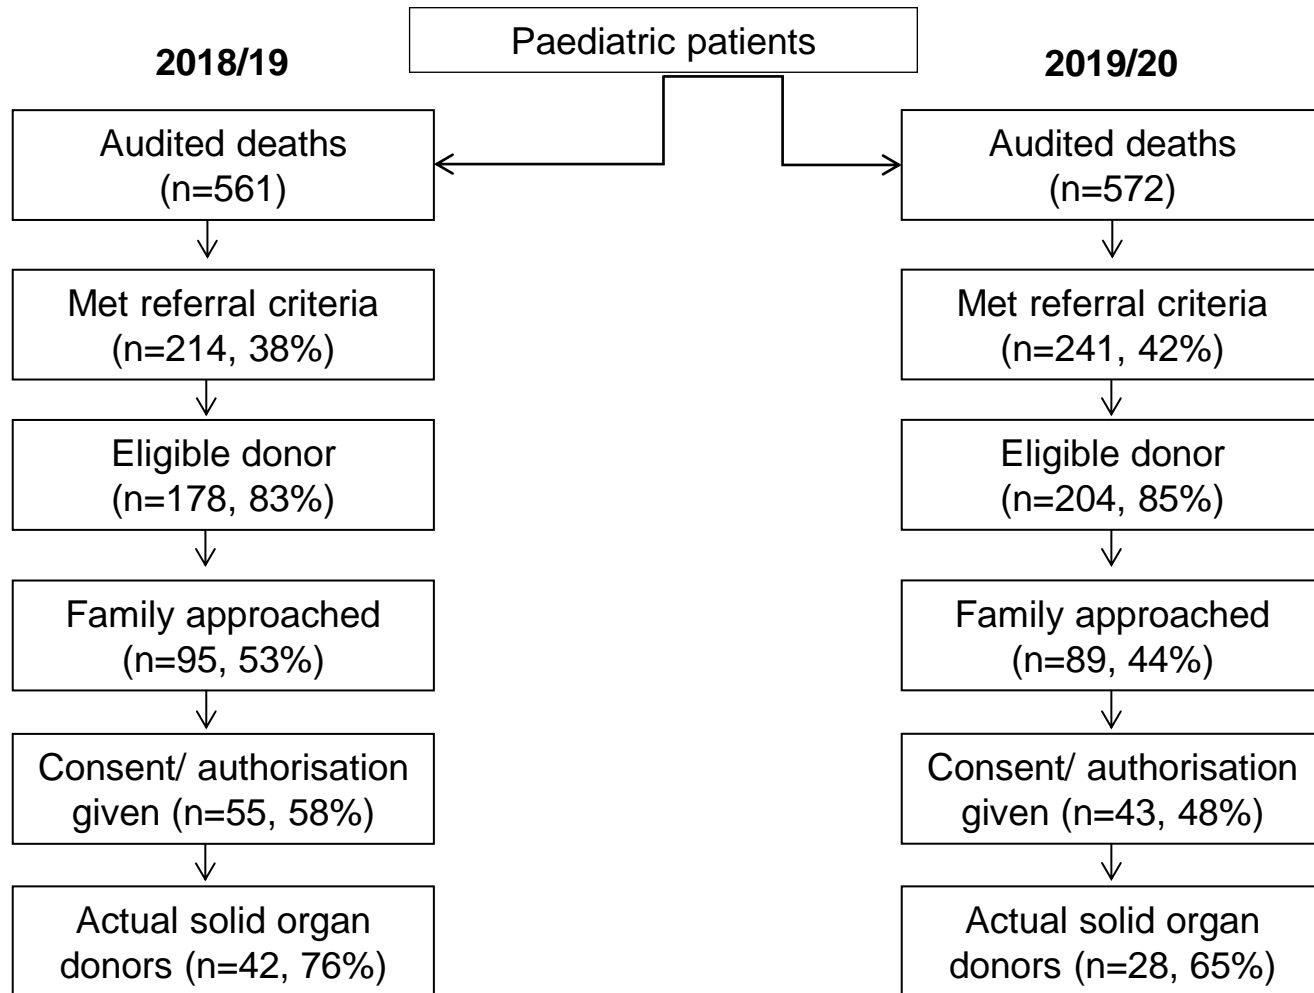 Paediatric patients
2018/19
Audited deaths
(n=561)
Met referral criteria
(n=214, 38%)
Eligible donor
(n=178, 83%)
Family approached
(n=95, 53%)
Consent/ authorisation
given (n=55, 58%)
Actual solid organ
donors (n=42, 76%)
2019/20
Audited deaths
(n=572)
Met referral criteria
(n=241, 42%)
Eligible donor
(n=204, 85%)
Family approached
(n=89, 44%)
Consent/ authorisation
given (n=43, 48%)
Actual solid organ
donors (n=28, 65%)